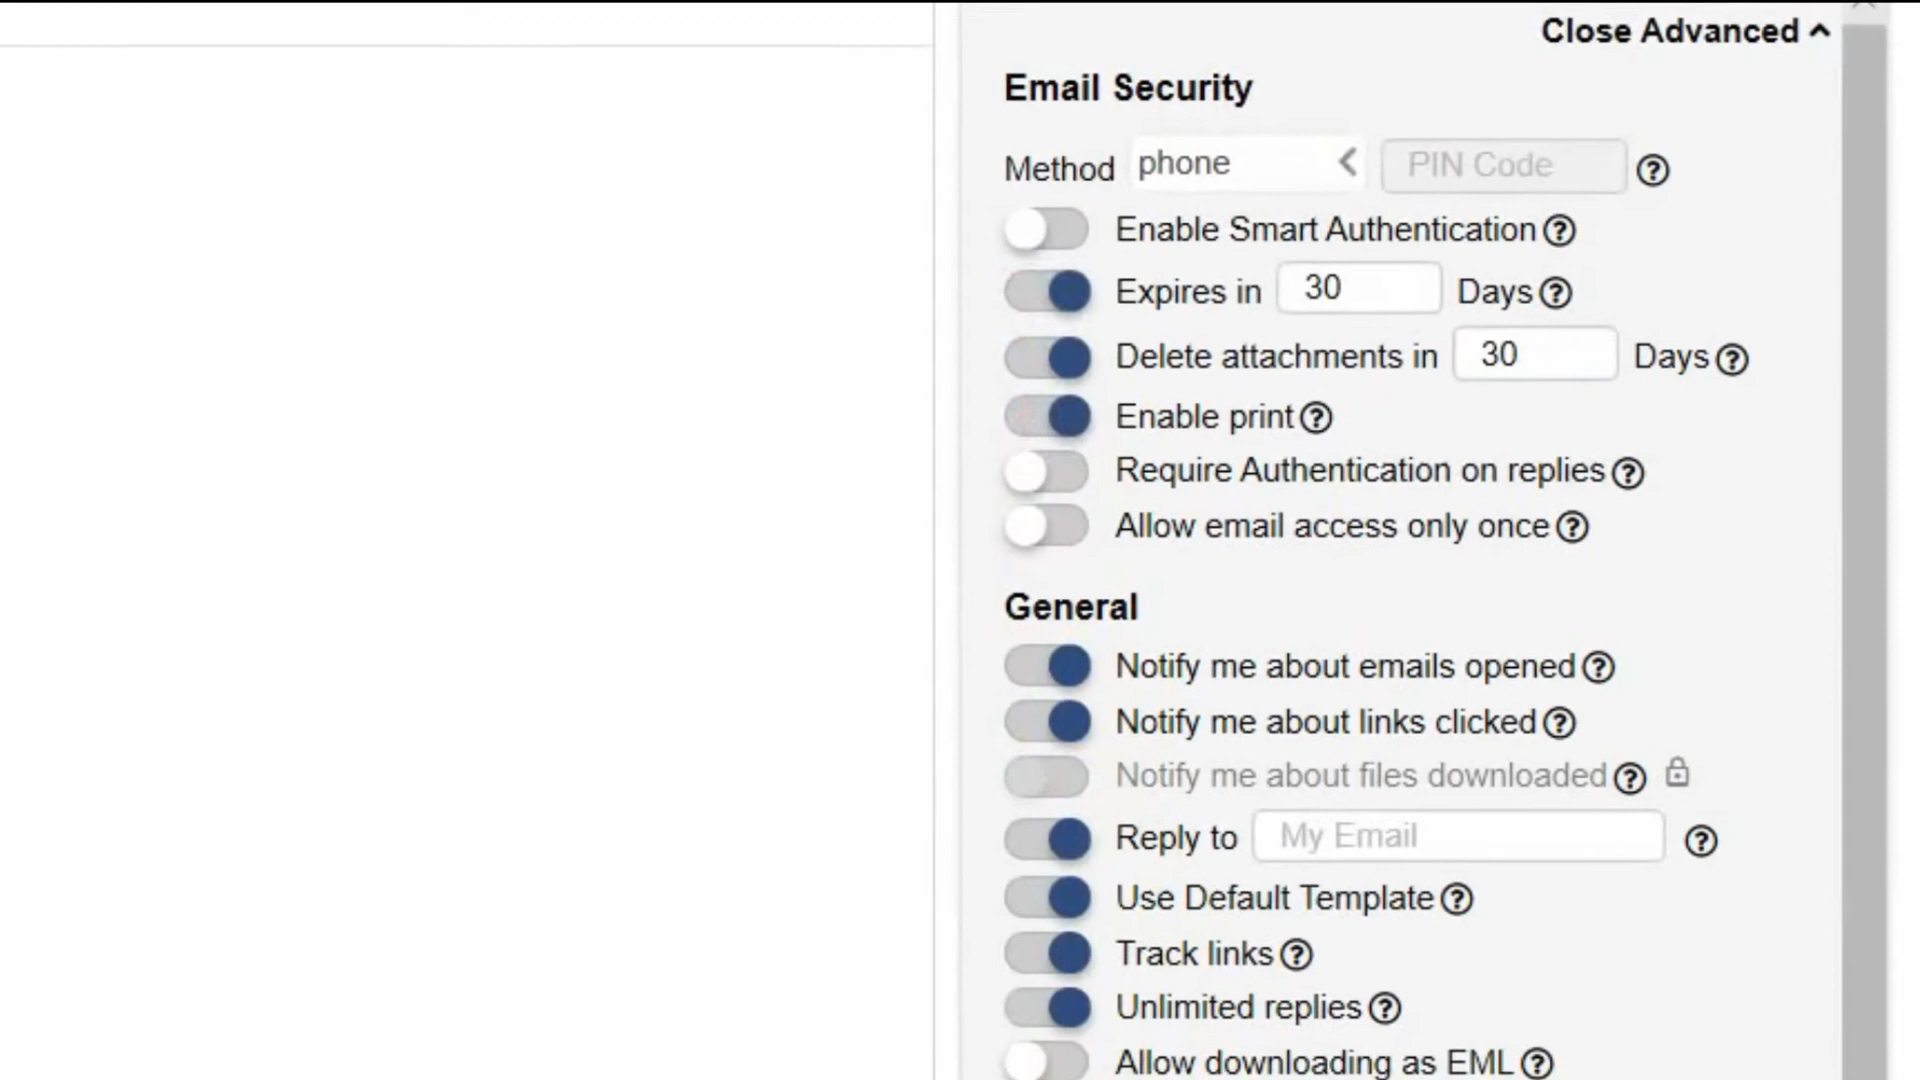 Close Advanced
Email Security
Method phone PIN Code ?
Enable Smart Authentication ?
Expires in 30 Days ?
Delete attachments in 30 Days ?
Enable print ?
Require Authentication on replies ?
Allow email access only once ?
General
Notify me about emails opened ?
Notify me about links clicked ?
Notify me about files downloaded ?
Reply to My Email ?
Use Default Template ?
Track links ?
Unlimited replies ?
Allow downloading as EML ?